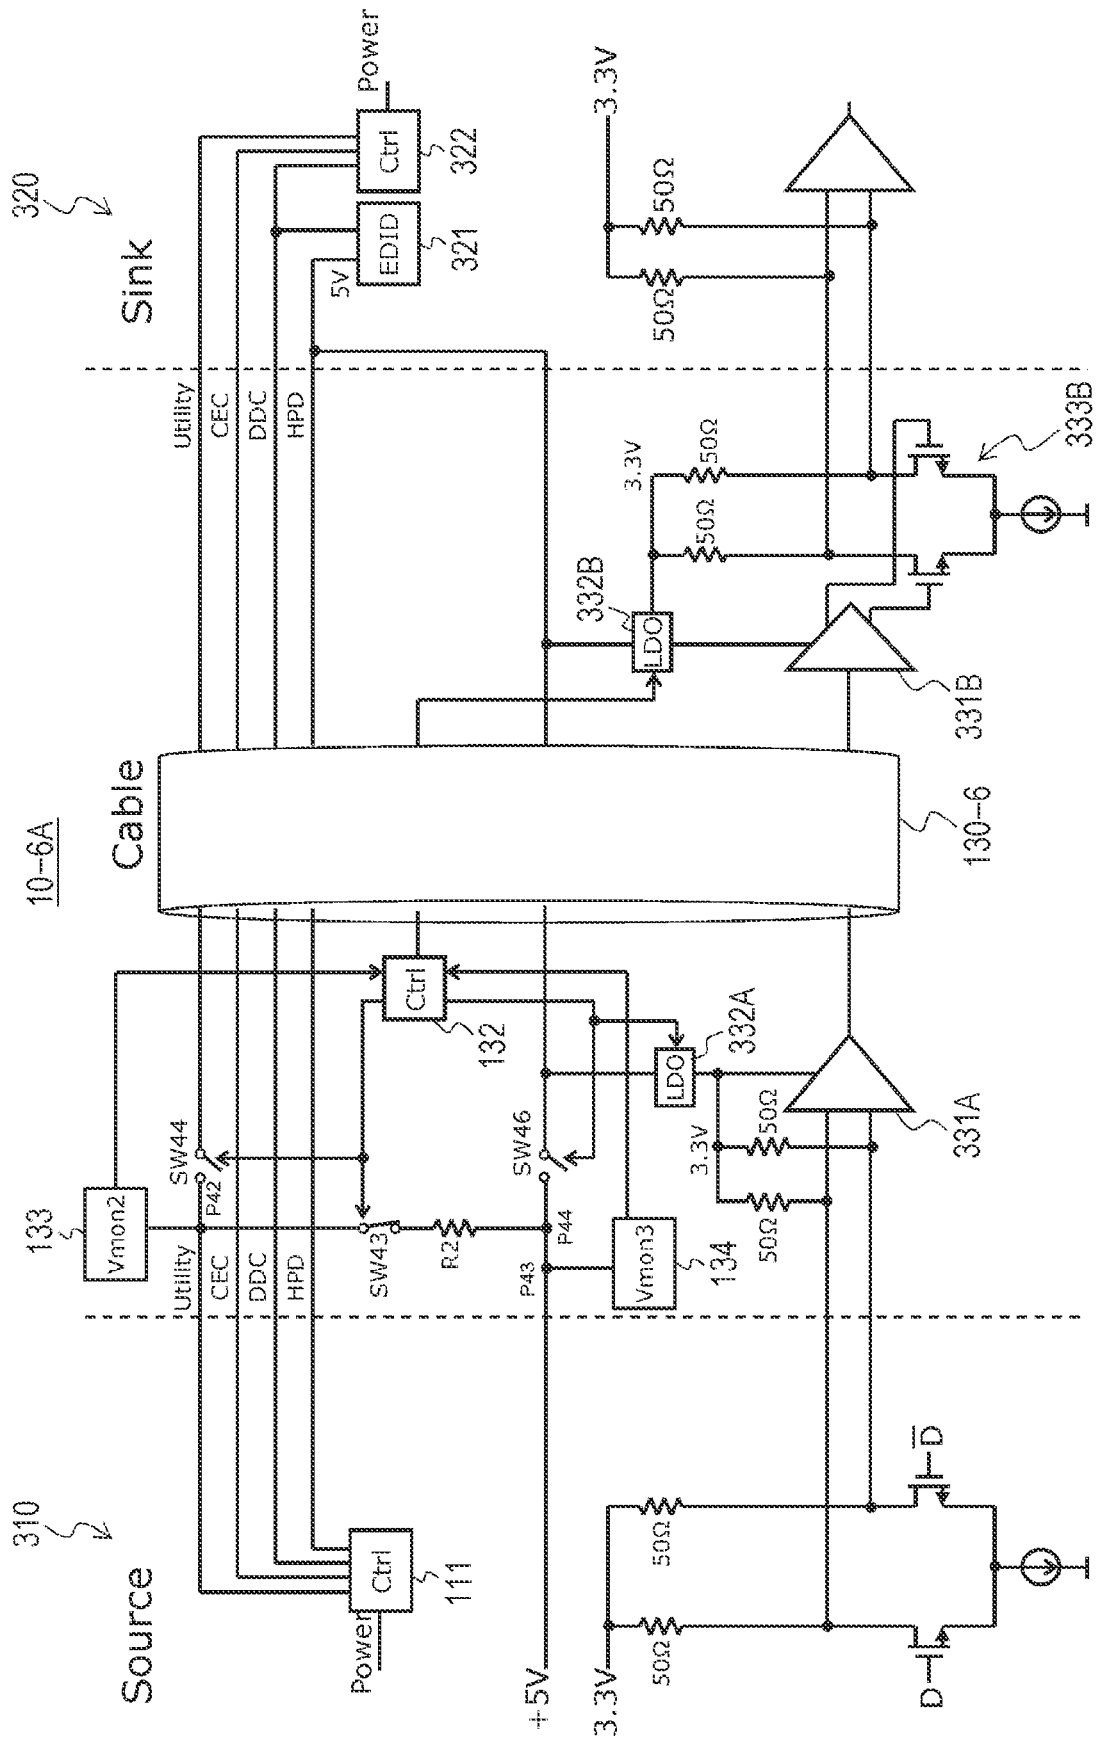 10-6A
Source
310
Cable
Sink
320
133
Vmon2
SW44
P42
Utility
CEC
DDC
HPD
Utility
CEC
DDC
HPD
Power
Ctrl
111
SW43
R2
Ctrl
132
5V
EDID
321
Ctrl
322
Power
+5V
P43
P44
SW46
Vmon3
134
LDO
332A
3.3V
50Ω
50Ω
331A
3.3V
50Ω
50Ω
D
D̅
130-6
LDO
332B
3.3V
50Ω
50Ω
331B
333B
3.3V
50Ω
50Ω